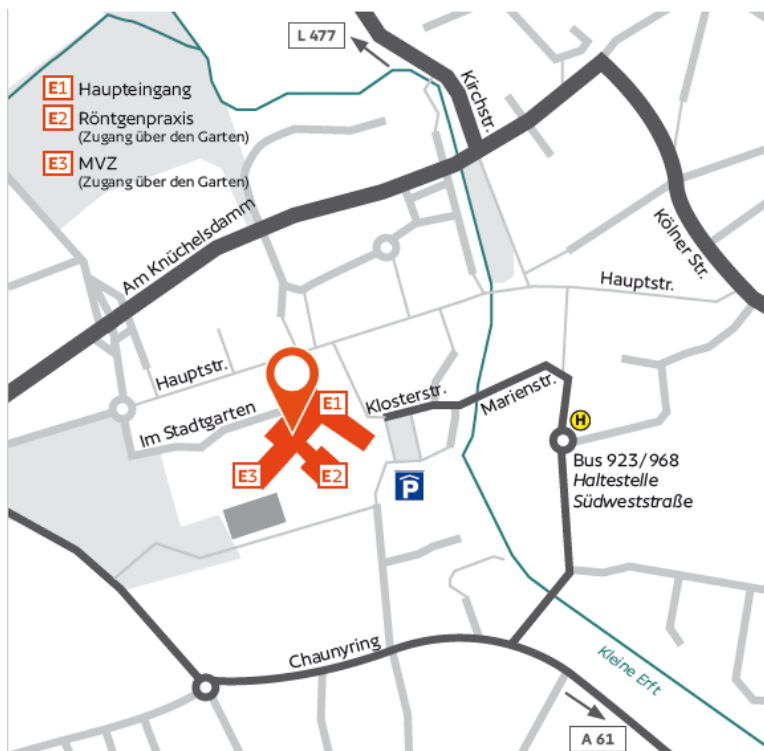 L 477
E1 Haupteingang
E2 Röntgenpraxis
(Zugang über den Garten)
E3 MVZ
(Zugang über den Garten)
Kirchstr.
Am Knüchelsdamm
Kölner Str.
Hauptstr.
Hauptstr.
Im Stadtgarten
E1
Klosterstr.
Marienstr.
H
E3
E2
P
Bus 923/968
Haltestelle
Südweststraße
Chaunyring
Kleine Erft
A 61